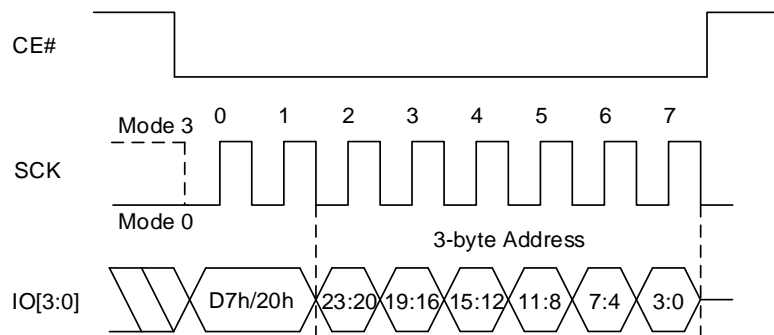 CE#
0 1 2 3 4 5 6 7
Mode 3
SCK
Mode 0
3-byte Address
IO[3:0]
D7h/20h 23:20 19:16 15:12 11:8 7:4 3:0